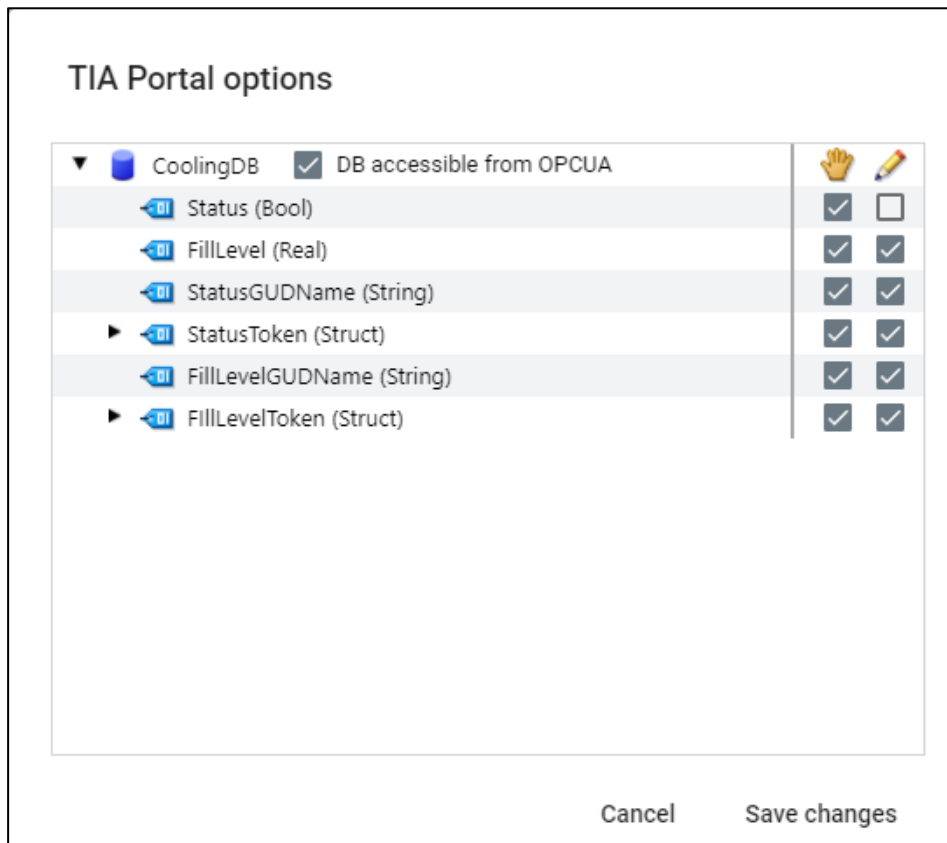 TIA Portal options
CoolingDB DB accessible from OPCUA
Status (Bool)
FillLevel (Real)
StatusGUDName (String)
StatusToken (Struct)
FillLevelGUDName (String)
FIllLevelToken (Struct)
Cancel Save changes